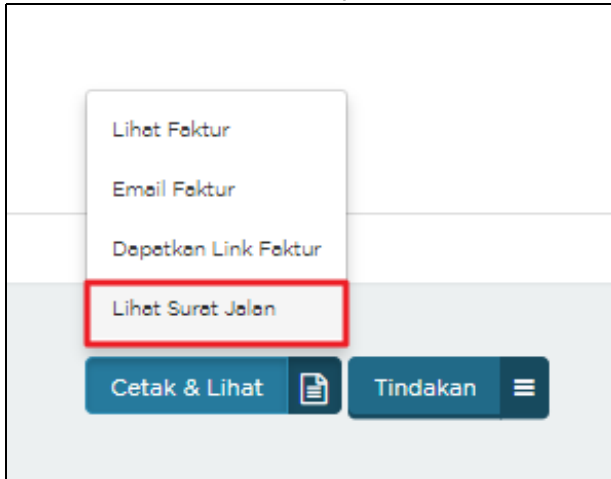 Lihat Faktur
Email Faktur
Dapatkan Link Faktur
Lihat Surat Jalan
Cetak & Lihat
Tindakan